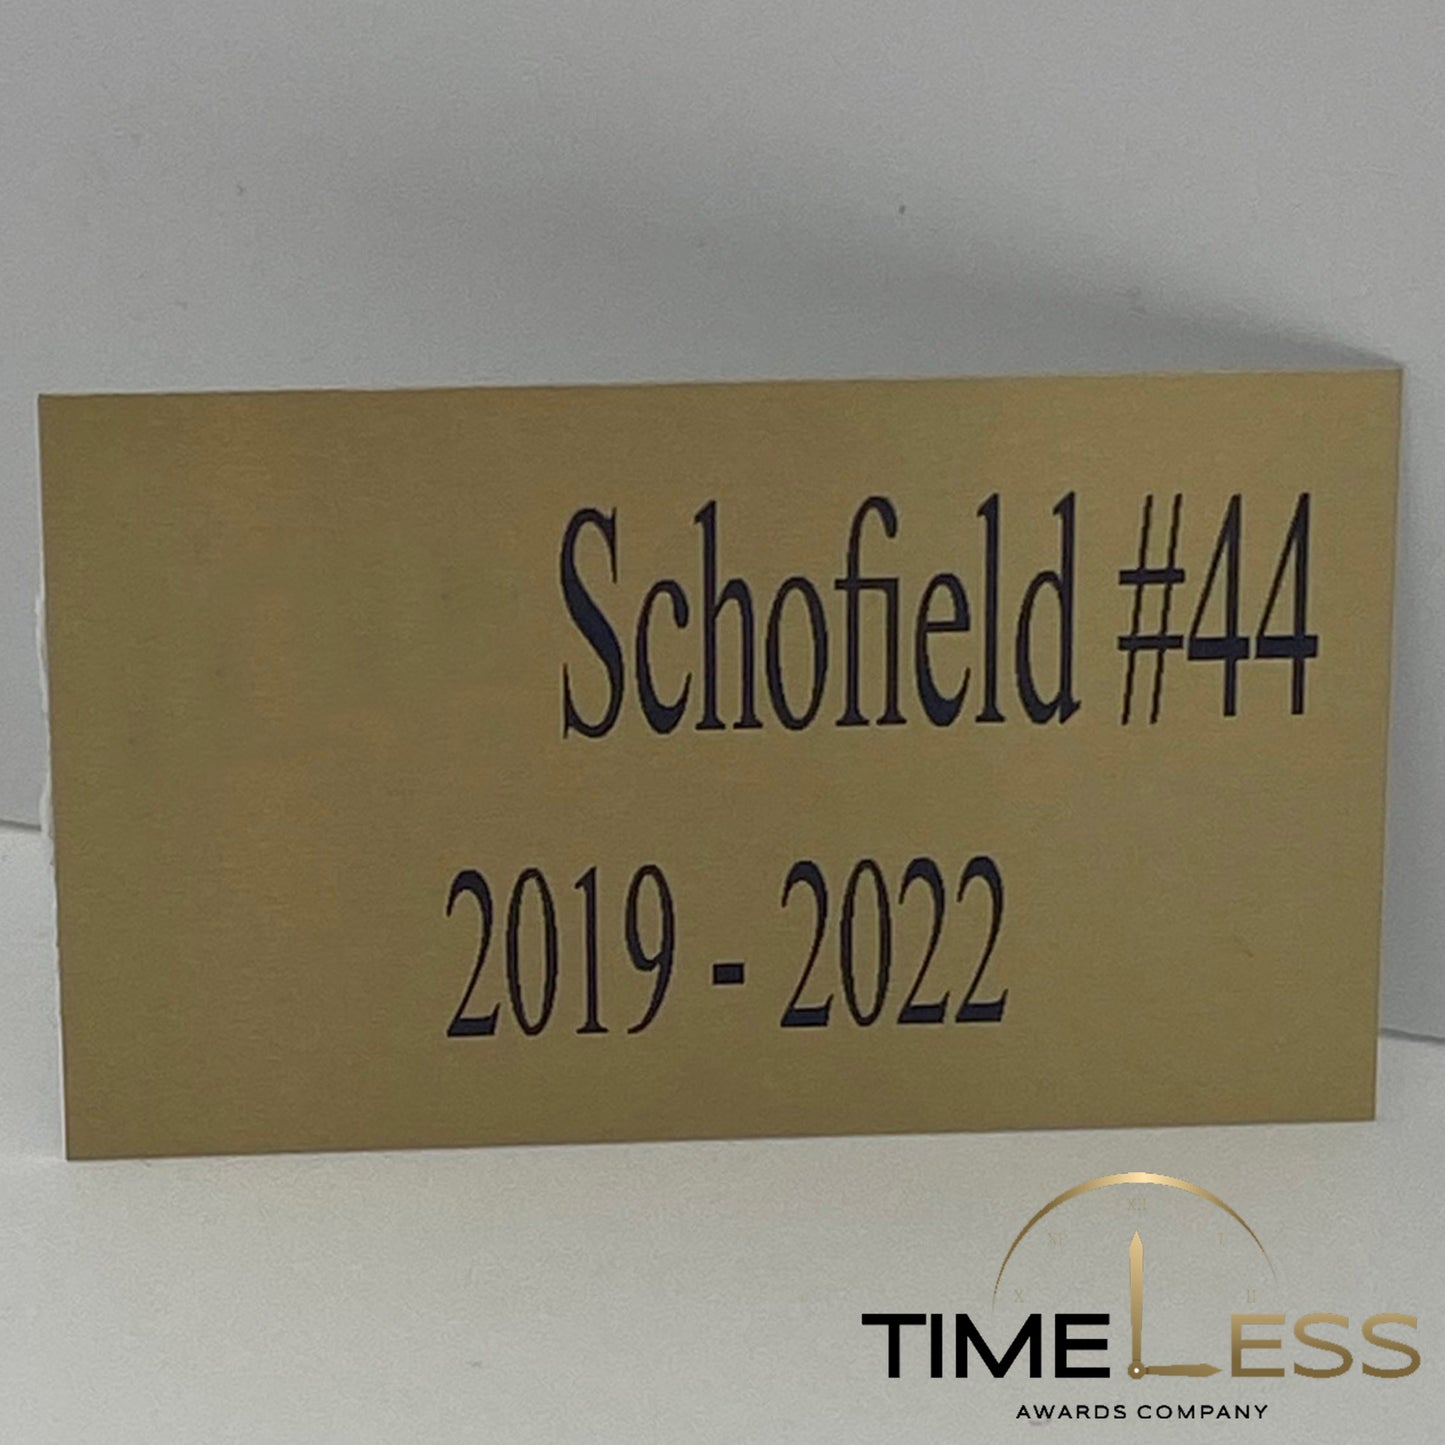 Schofield #44
2019 - 2022
TIMELESS
AWARDS COMPANY